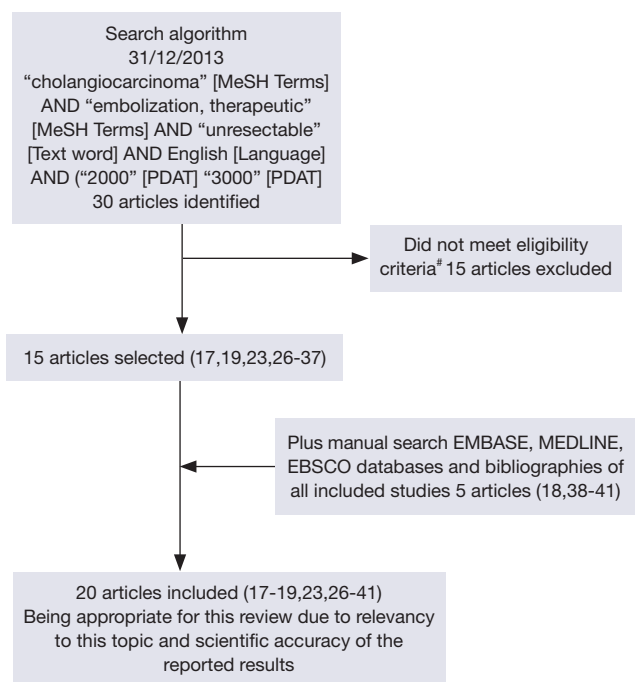 Search algorithm
31/12/2013
“cholangiocarcinoma” [MeSH Terms]
AND “embolization, therapeutic”
[MeSH Terms] AND “unresectable”
[Text word] AND English [Language]
AND (“2000” [PDAT] “3000” [PDAT]
30 articles identified
Did not meet eligibility
criteria# 15 articles excluded
15 articles selected (17,19,23,26-37)
Plus manual search EMBASE, MEDLINE,
EBSCO databases and bibliographies of
all included studies 5 articles (18,38-41)
20 articles included (17-19,23,26-41)
Being appropriate for this review due to relevancy
to this topic and scientific accuracy of the
reported results